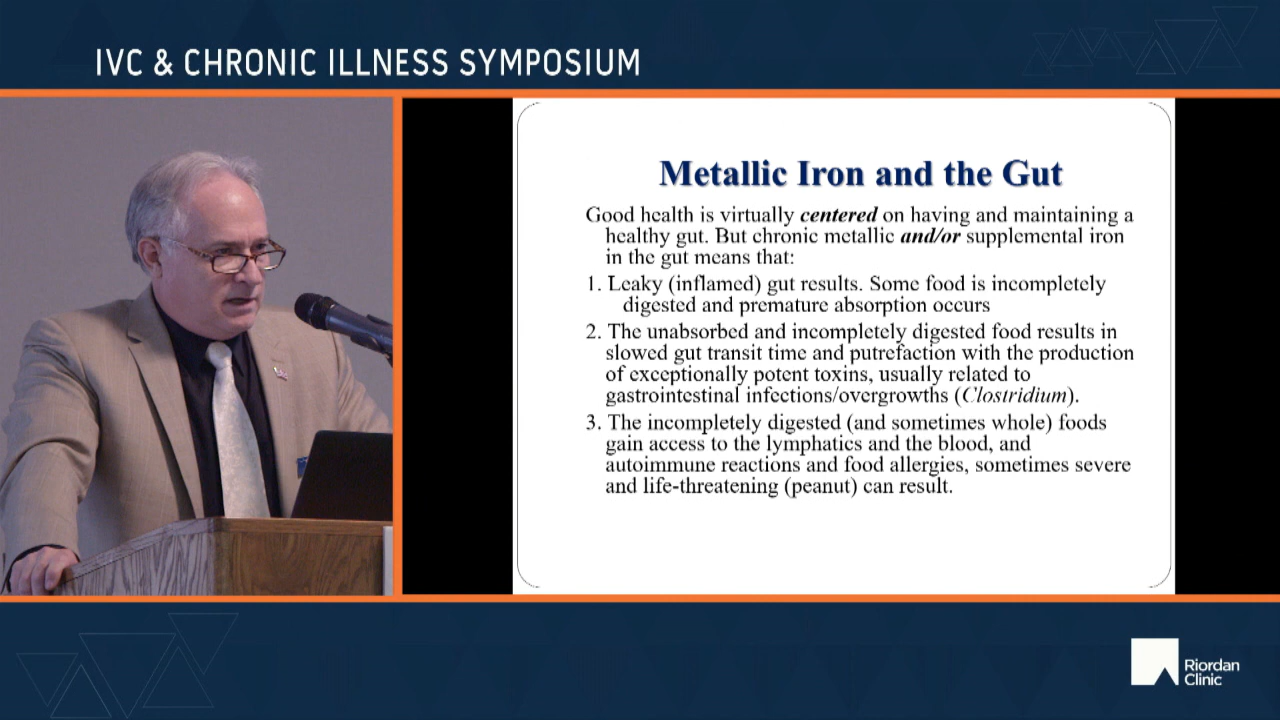 IVC & CHRONIC ILLNESS SYMPOSIUM
Metallic Iron and the Gut
Good health is virtually centered on having and maintaining a
healthy gut. But chronic metallic and/or supplemental iron
in the gut means that:
1. Leaky (inflamed) gut results. Some food is incompletely
digested and premature absorption occurs
2. The unabsorbed and incompletely digested food results in
slowed gut transit time and putrefaction with the production
of exceptionally potent toxins, usually related to
gastrointestinal infections/overgrowths (Clostridium).
3. The incompletely digested (and sometimes whole) foods
gain access to the lymphatics and the blood, and
autoimmune reactions and food allergies, sometimes severe
and life-threatening (peanut) can result.
Riordan
Clinic